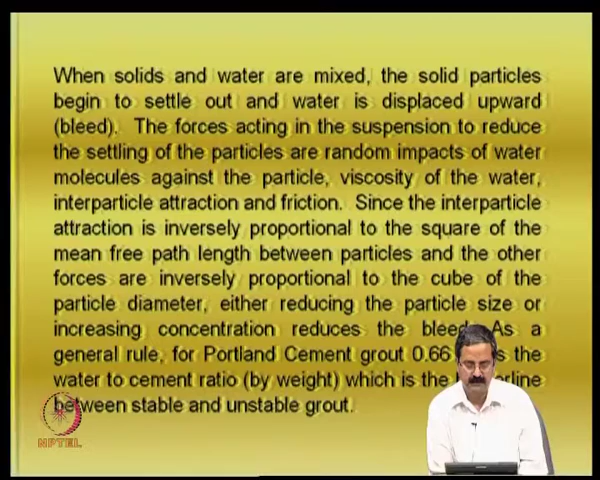 When solids and water are mixed, the solid particles
begin to settle out and water is displaced upward
(bleed). The forces acting in the suspension to reduce
the settling of the particles are random impacts of water
molecules against the particle, viscosity of the water,
interparticle attraction and friction. Since the interparticle
attraction is inversely proportional to the square of the
mean free path length between particles and the other
forces are inversely proportional to the cube of the
particle diameter, either reducing the particle size or
increasing concentration reduces the bleed. As a
general rule, for Portland Cement grout 0.66 the
water to cement ratio (by weight) which is the
between stable and unstable grout.
NPTEL